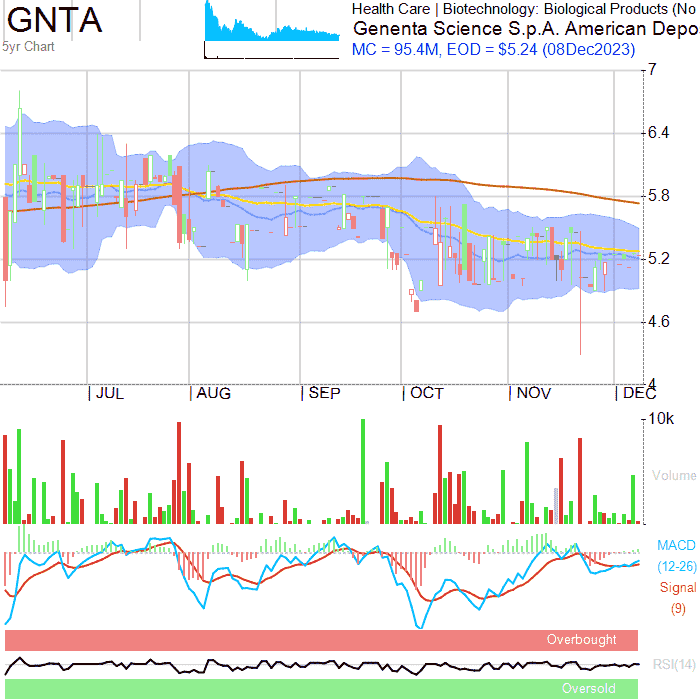 GNTA
5yr Chart
Health Care | Biotechnology: Biological Products (No
Genenta Science S.p.A. American Depo
MC = 95.4M, EOD = $5.24 (08Dec2023)
7
6.4
5.8
5.2
4.6
4
JUL
AUG
SEP
OCT
NOV
DEC
10k
Volume
MACD
(12-26)
Signal
(9)
Overbought
RSI(14)
Oversold